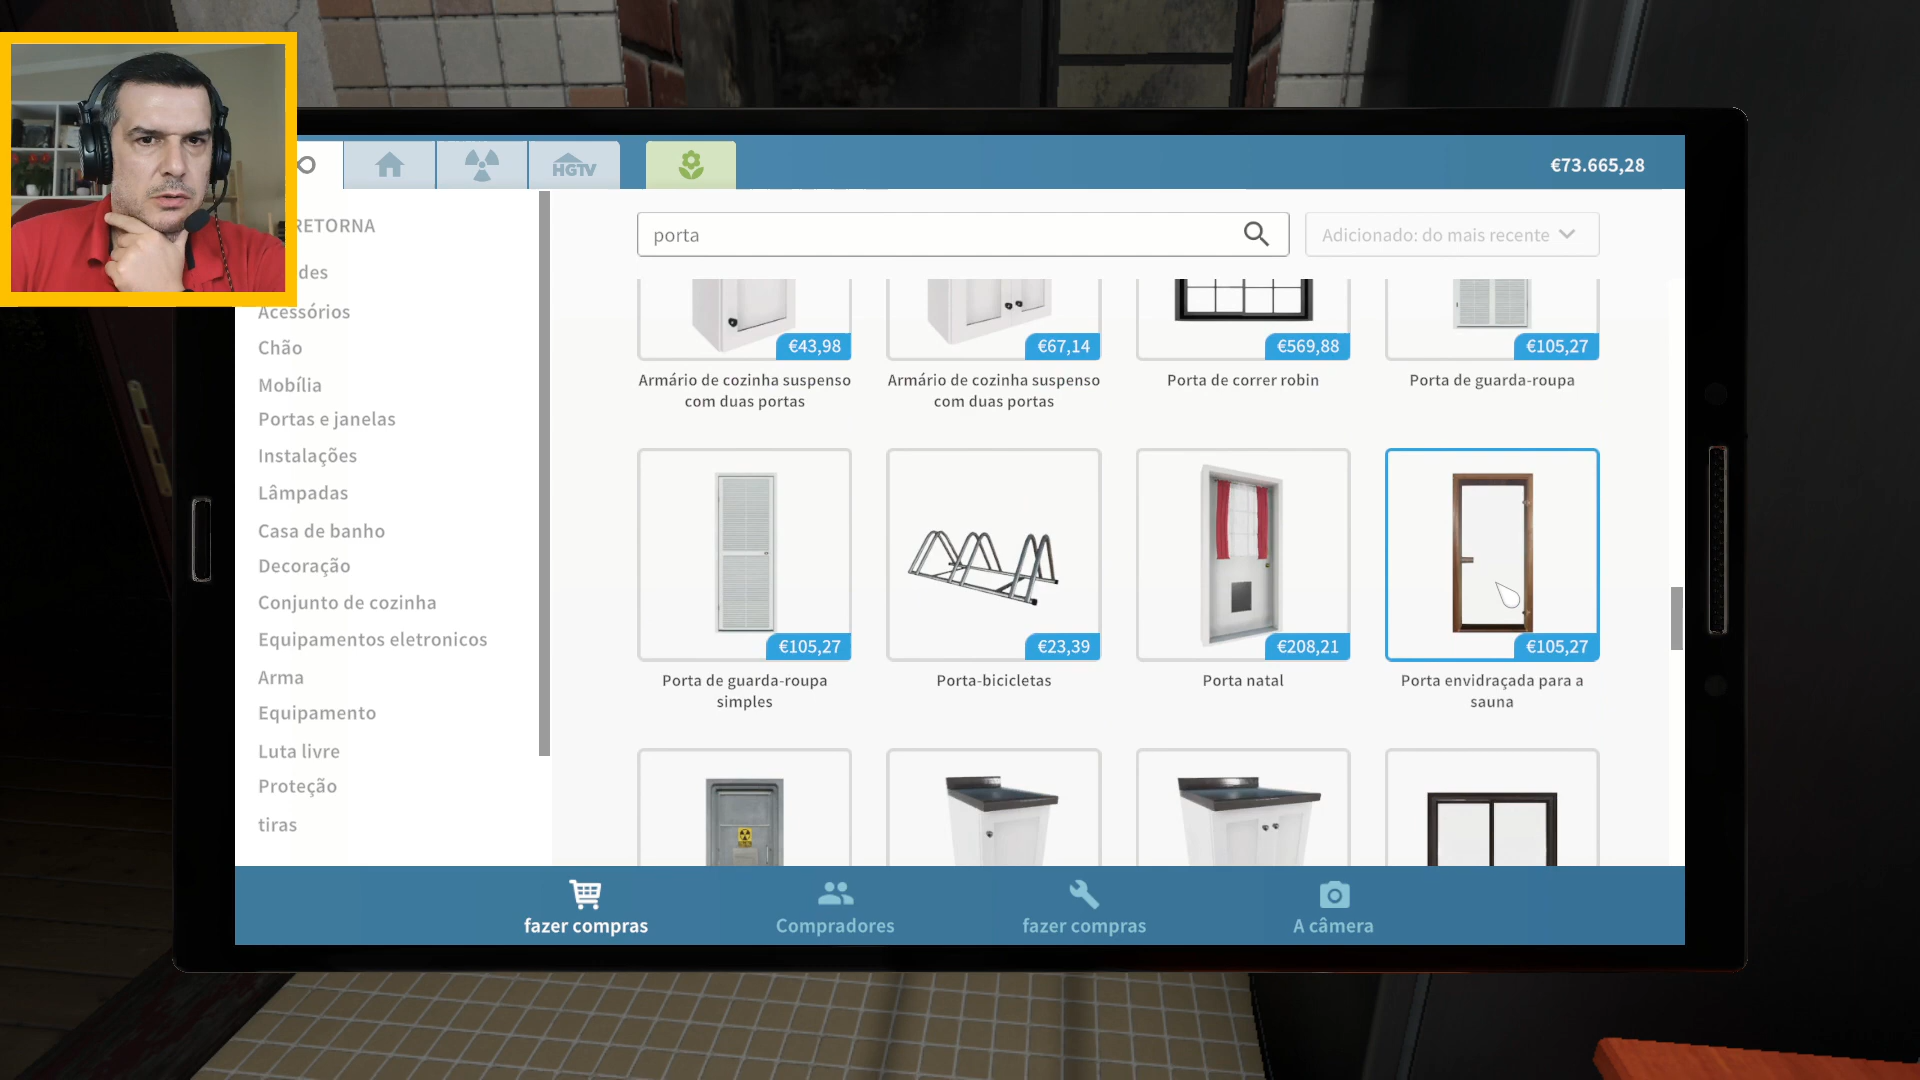 HGTV
€73.665,28
RETORNA
porta
Adicionado: do mais recente
des
Acessórios
Chão
Mobília
Portas e janelas
Instalações
Lâmpadas
Casa de banho
Decoração
Conjunto de cozinha
Equipamentos eletronicos
Arma
Equipamento
Luta livre
Proteção
tiras
€43,98
€67,14
€569,88
€105,27
Armário de cozinha suspenso
com duas portas
Armário de cozinha suspenso
com duas portas
Porta de correr robin
Porta de guarda-roupa
€105,27
€23,39
€208,21
€105,27
Porta de guarda-roupa
simples
Porta-bicicletas
Porta natal
Porta envidraçada para a
sauna
fazer compras
Compradores
fazer compras
A câmera